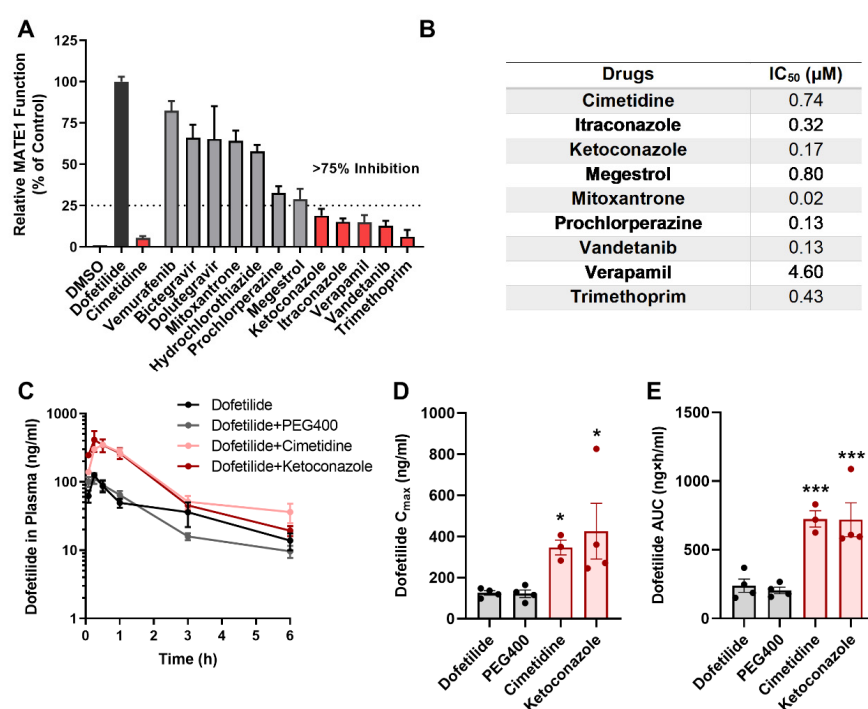 A
Relative MATE1 Function
(% of Control)
125
100
75
50
25
0
>75% Inhibition
DMSO
Dofetilide
Cimetidine
Vemurafenib
Bictegravir
Dolutegravir
Mitoxantrone
Hydrochlorothiazide
Prochlorperazine
Megestrol
Ketoconazole
Itraconazole
Verapamil
Vandetanib
Trimethoprim
B
Drugs IC50 (μM)
Cimetidine 0.74
Itraconazole 0.32
Ketoconazole 0.17
Megestrol 0.80
Mitoxantrone 0.02
Prochlorperazine 0.13
Vandetanib 0.13
Verapamil 4.60
Trimethoprim 0.43
C
Dofetilide in Plasma (ng/ml)
1000
100
10
1
0 1 3 6
Time (h)
Dofetilide
Dofetilide+PEG400
Dofetilide+Cimetidine
Dofetilide+Ketoconazole
D
Dofetilide Cmax (ng/ml)
1000
800
600
400
200
0
*
*
Dofetilide
PEG400
Cimetidine
Ketoconazole
E
Dofetilide AUC (ng×h/ml)
1500
1000
500
0
***
***
Dofetilide
PEG400
Cimetidine
Ketoconazole